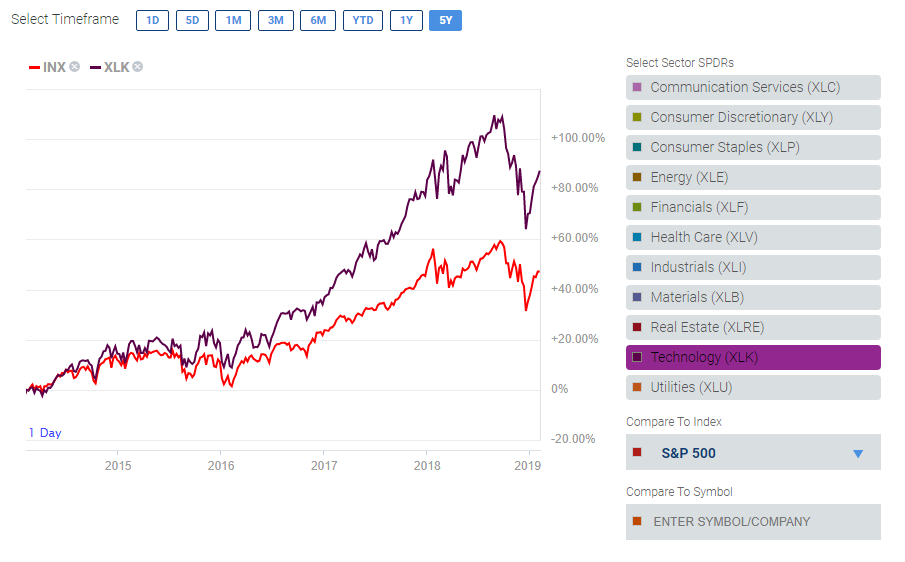 Select Timeframe 1D 5D 1M 3M 6M YTD 1Y 5Y
INX XLK
+100.00%
+80.00%
+60.00%
+40.00%
+20.00%
0%
-20.00%
1 Day
2015 2016 2017 2018 2019
Select Sector SPDRs
Communication Services (XLC)
Consumer Discretionary (XLY)
Consumer Staples (XLP)
Energy (XLE)
Financials (XLF)
Health Care (XLV)
Industrials (XLI)
Materials (XLB)
Real Estate (XLRE)
Technology (XLK)
Utilities (XLU)
Compare To Index
S&P 500
Compare To Symbol
ENTER SYMBOL/COMPANY